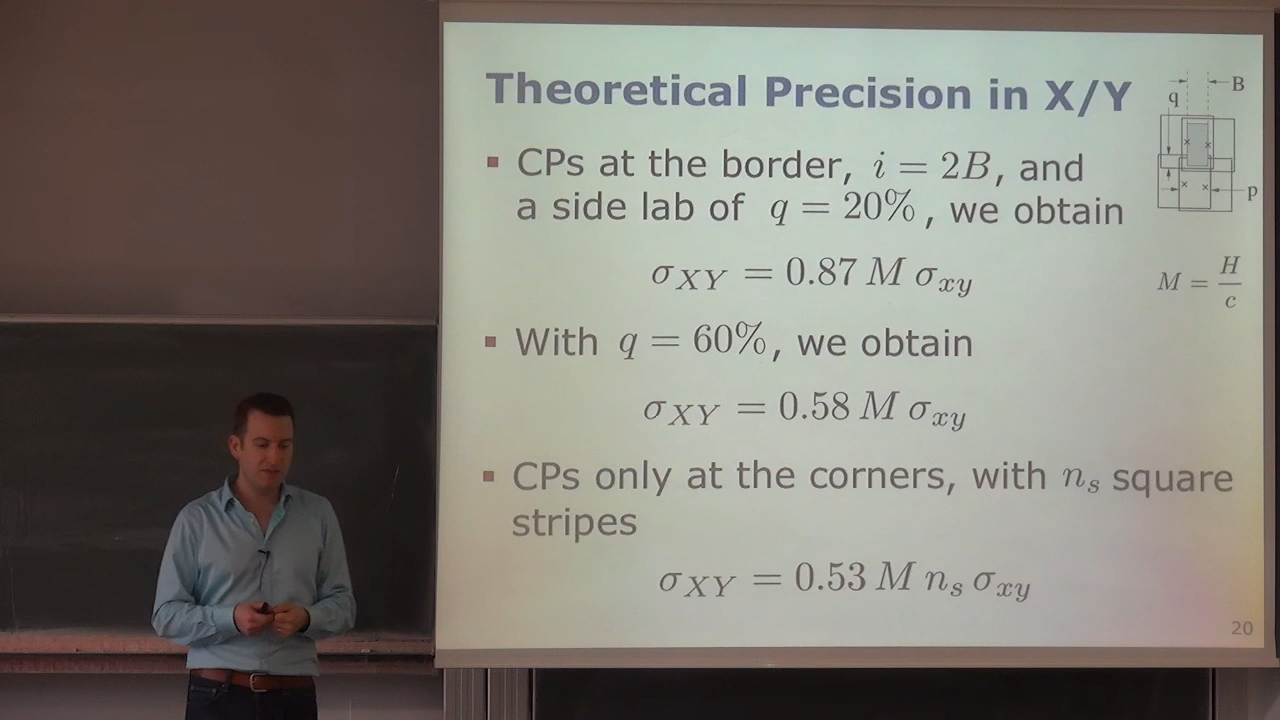 Theoretical Precision in X/Y
CPs at the border, i = 2B, and
a side lab of q = 20%, we obtain
σ_XY = 0.87 M σ_xy
With q = 60%, we obtain
σ_XY = 0.58 M σ_xy
CPs only at the corners, with n_s square
stripes
σ_XY = 0.53 M n_s σ_xy
B
q
p
M = H/c
20